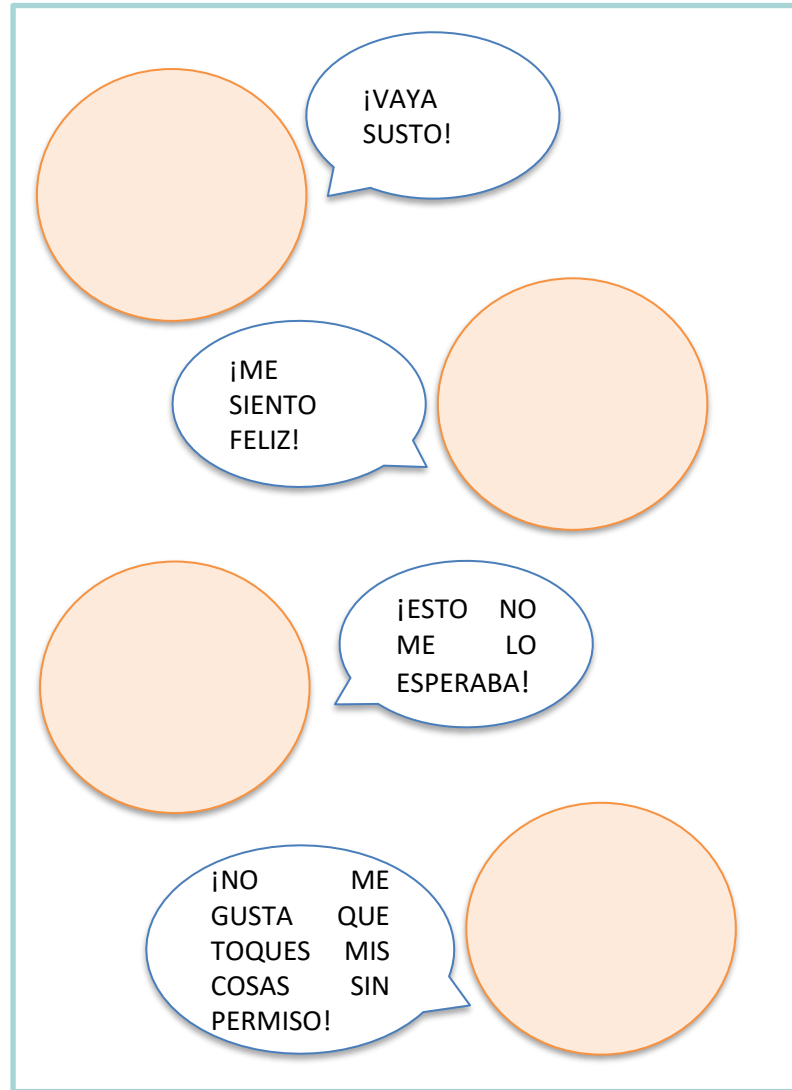 ¡VAYA
SUSTO!
¡ME
SIENTO
FELIZ!
¡ESTO NO
ME LO
ESPERABA!
¡NO ME
GUSTA QUE
TOQUES MIS
COSAS SIN
PERMISO!